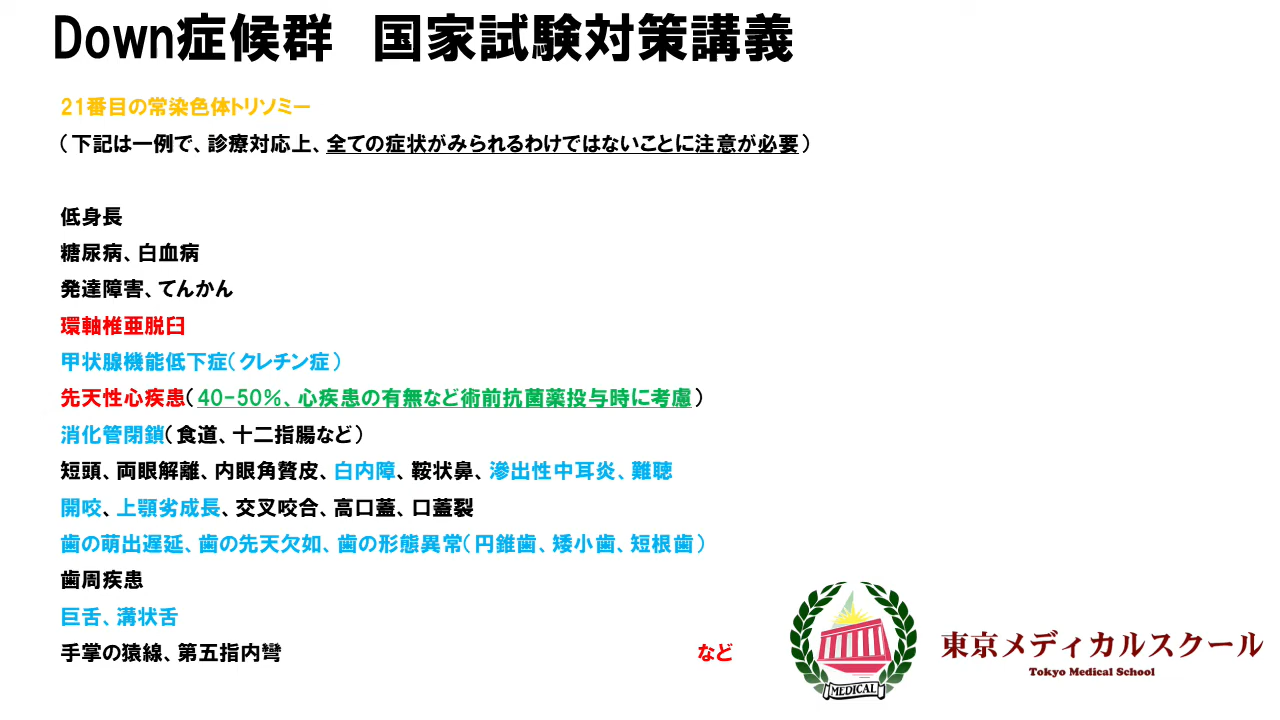 Down症候群　国家試験対策講義
21番目の常染色体トリソミー
（下記は一例で、診療対応上、全ての症状がみられるわけではないことに注意が必要）
低身長
糖尿病、白血病
発達障害、てんかん
環軸椎亜脱臼
甲状腺機能低下症（クレチン症）
先天性心疾患（40-50%、心疾患の有無など術前抗菌薬投与時に考慮）
消化管閉鎖（食道、十二指腸など）
短頭、両眼解離、内眼角贅皮、白内障、鞍状鼻、滲出性中耳炎、難聴
開咬、上顎劣成長、交叉咬合、高口蓋、口蓋裂
歯の萌出遅延、歯の先天欠如、歯の形態異常（円錐歯、矮小歯、短根歯）
歯周疾患
巨舌、溝状舌
手掌の猿線、第五指内彎　など
MEDICAL
東京メディカルスクール
Tokyo Medical School